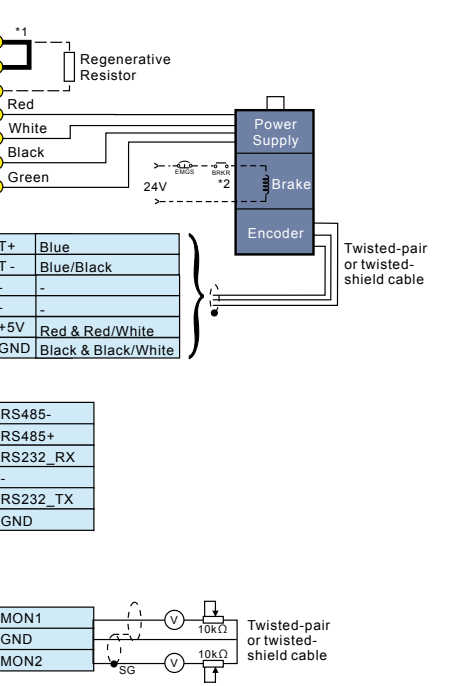 *1
Regenerative
Resistor
Red
White
Black
Green
Power
Supply
EMGS
BRKR
*2
24V
Brake
Encoder
T+ Blue
T - Blue/Black
- -
- -
+5V Red & Red/White
GND Black & Black/White
Twisted-pair
or twisted-
shield cable
RS485-
RS485+
RS232_RX
-
RS232_TX
GND
MON1
GND
MON2
V
10kΩ
V
10kΩ
SG
Twisted-pair
or twisted-
shield cable